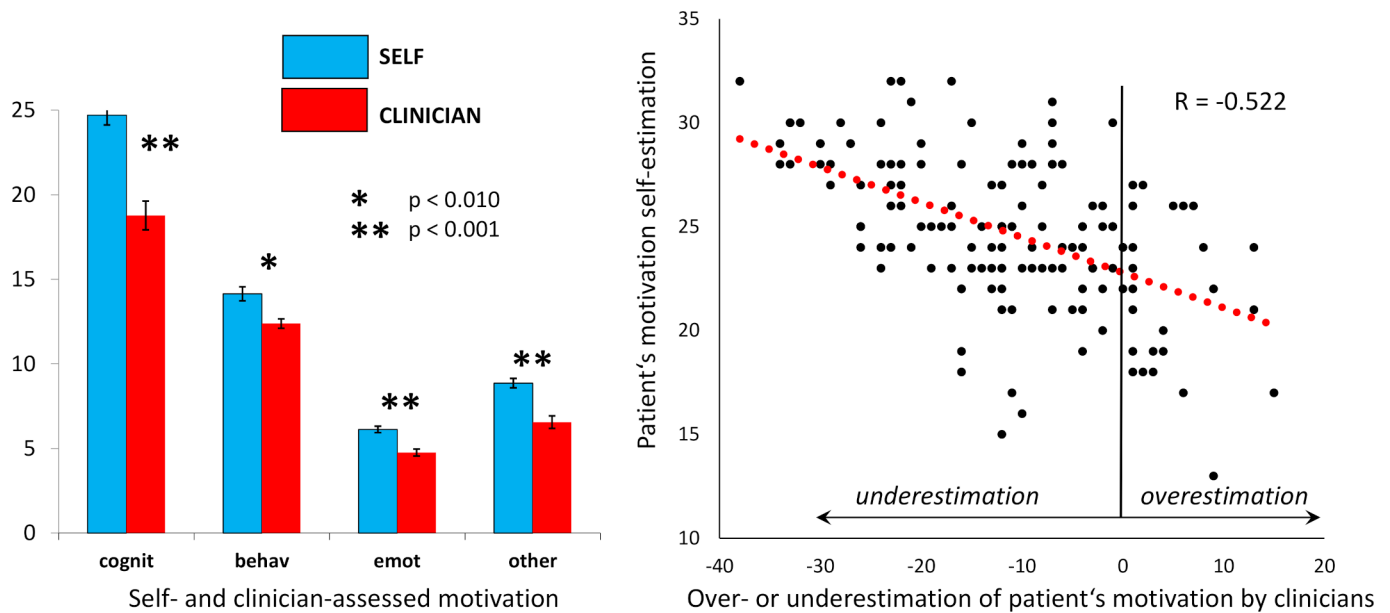 SELF
CLINICIAN
25
20
15
10
5
0
**
*
**
**
* p < 0.010
** p < 0.001
cognit behav emot other
Self- and clinician-assessed motivation
Patient‘s motivation self-estimation
35
30
25
20
15
10
R = -0.522
underestimation overestimation
-40 -30 -20 -10 0 10 20
Over- or underestimation of patient‘s motivation by clinicians